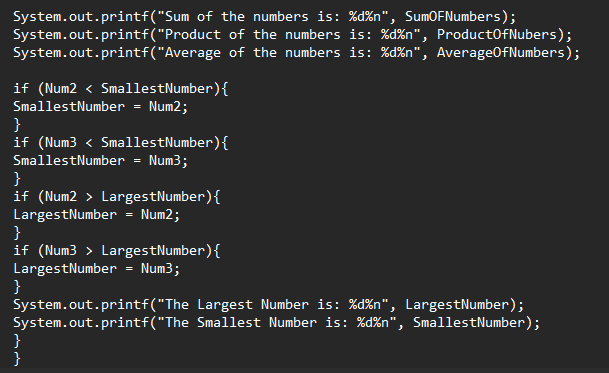 System.out.printf("Sum of the numbers is: %d%n", SumOFNumbers);
System.out.printf("Product of the numbers is: %d%n", ProductOfNubers);
System.out.printf("Average of the numbers is: %d%n", AverageOfNumbers);
if (Num2 < SmallestNumber){
SmallestNumber = Num2;
}
if (Num3 < SmallestNumber){
SmallestNumber = Num3;
}
if (Num2 > LargestNumber){
LargestNumber = Num2;
}
if (Num3 > LargestNumber){
LargestNumber = Num3;
}
System.out.printf("The Largest Number is: %d%n", LargestNumber);
System.out.printf("The Smallest Number is: %d%n", SmallestNumber);
}
}